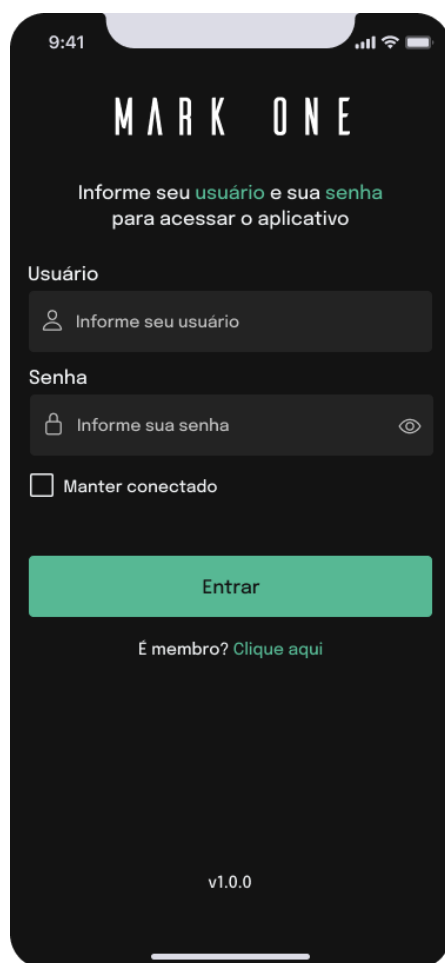 9:41
MARK ONE
Informe seu usuário e sua senha
para acessar o aplicativo
Usuário
Informe seu usuário
Senha
Informe sua senha
Manter conectado
Entrar
É membro? Clique aqui
v1.0.0